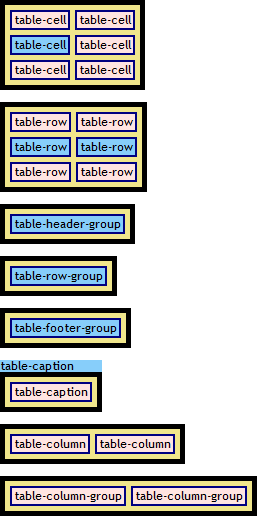 table-cell table-cell
table-cell table-cell
table-cell table-cell
table-row table-row
table-row table-row
table-row table-row
table-header-group
table-row-group
table-footer-group
table-caption
table-caption
table-column table-column
table-column-group table-column-group